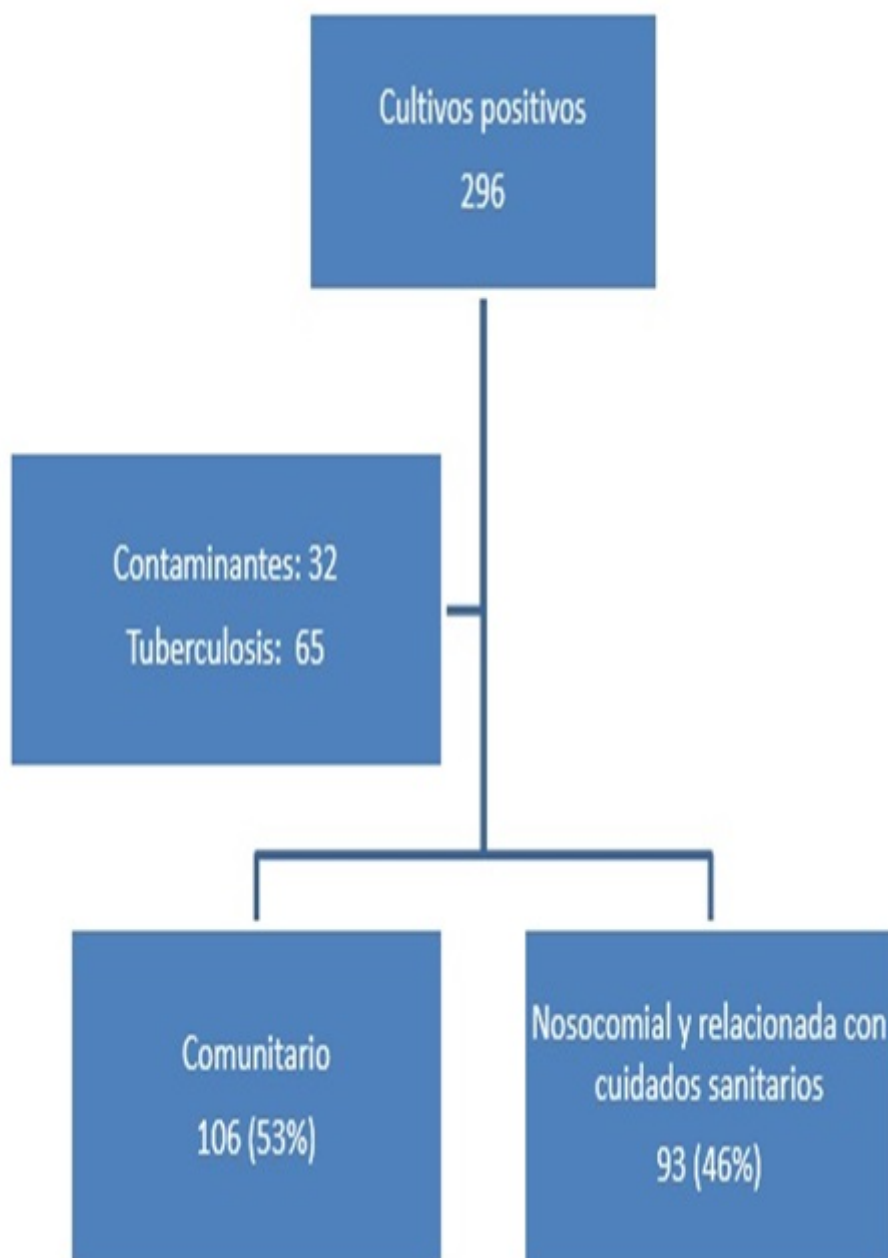 Cultivos positivos
296
Contaminantes: 32
Tuberculosis: 65
Comunitario
106 (53%)
Nosocomial y relacionada con
cuidados sanitarios
93 (46%)